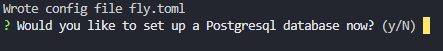 Wrote config file fly.toml
? Would you like to set up a Postgresql database now? (y/N)